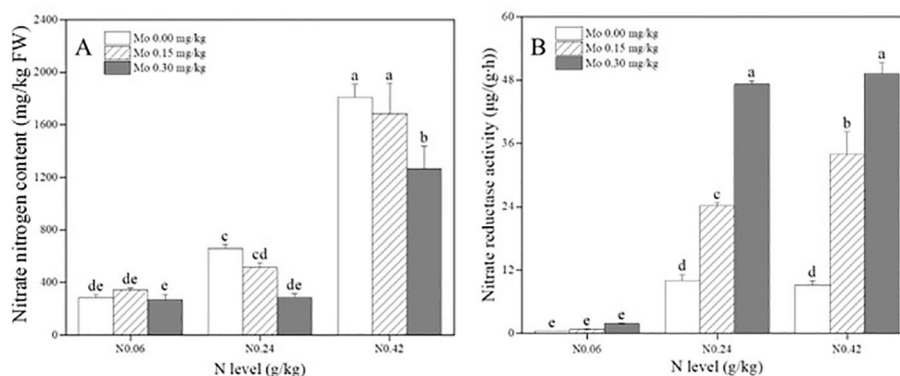 A
Nitrate nitrogen content (mg/kg FW)
2400
2000
1600
1200
800
400
0
Mo 0.00 mg/kg
Mo 0.15 mg/kg
Mo 0.30 mg/kg
de
de
e
c
cd
de
a
a
b
N0.06
N0.24
N0.42
N level (g/kg)
B
Nitrate reductase activity (μg/(g·h))
60
48
36
24
12
0
Mo 0.00 mg/kg
Mo 0.15 mg/kg
Mo 0.30 mg/kg
e
e
e
d
c
a
d
b
a
N0.06
N0.24
N0.42
N level (g/kg)